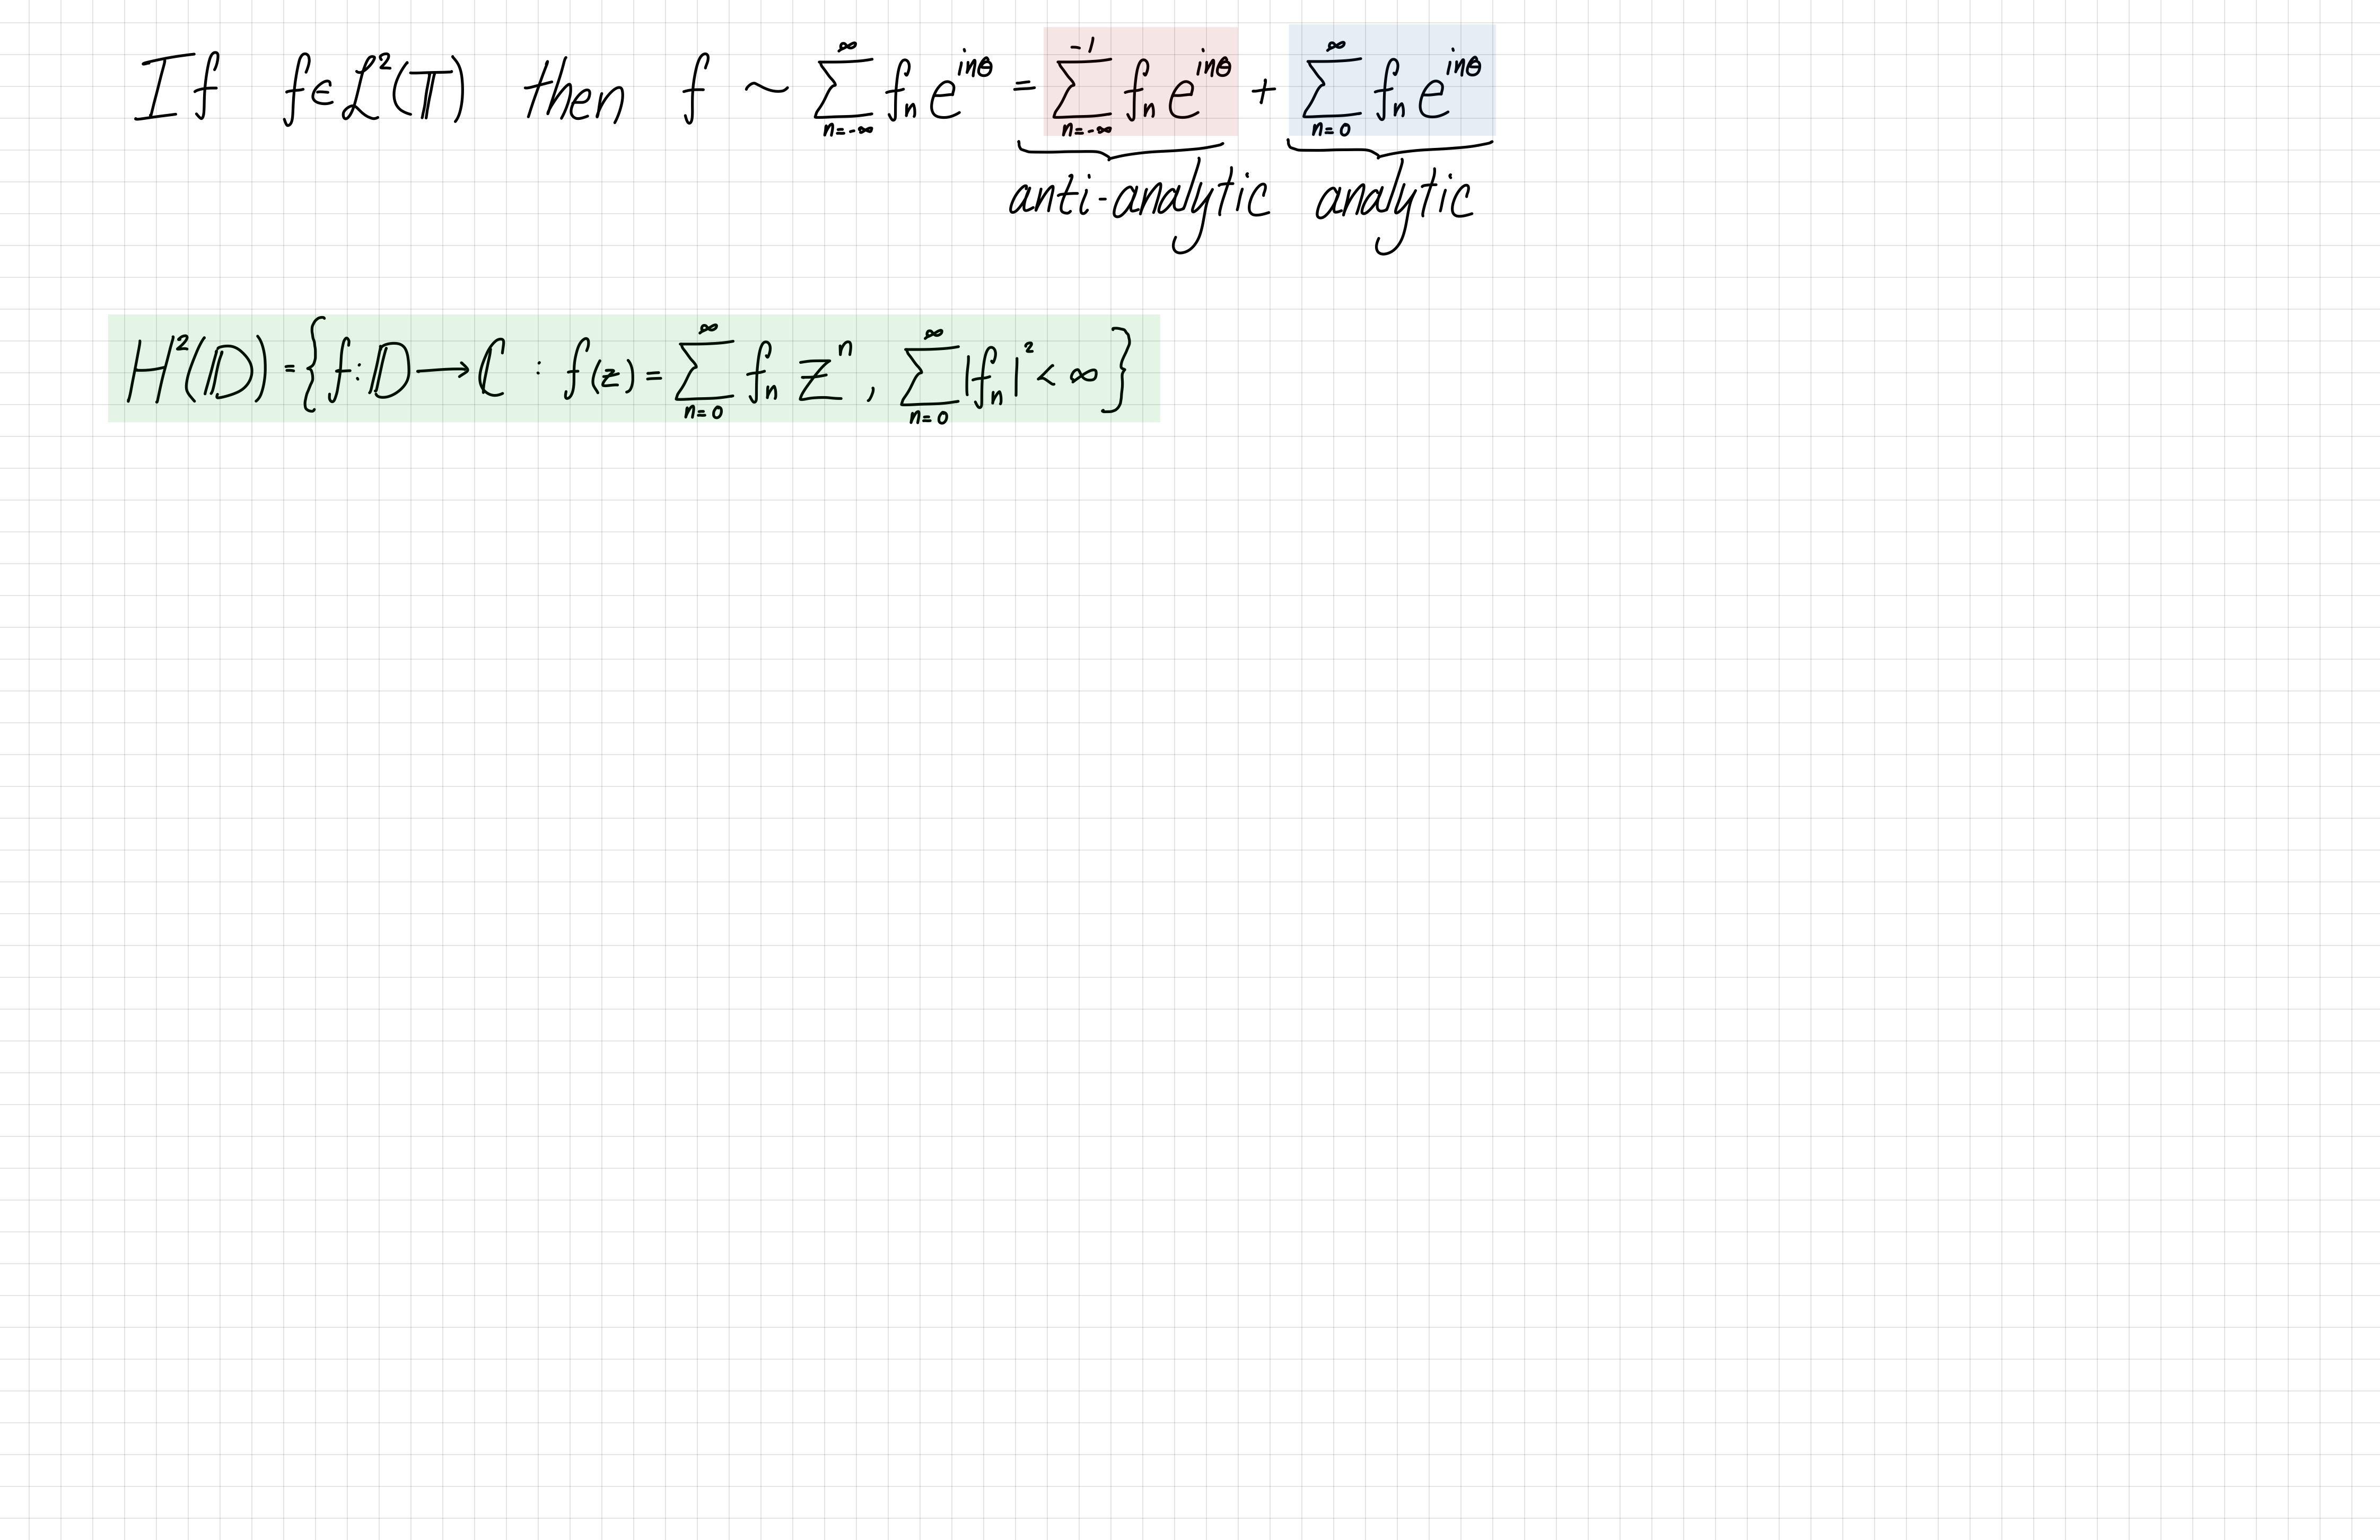 If f∈ℒ²(𝕋) then f ~ ∑_{n=-∞}^{∞} f_n e^{inθ} = ∑_{n=-∞}^{-1} f_n e^{inθ} + ∑_{n=0}^{∞} f_n e^{inθ}
anti-analytic analytic
H²(𝔻) = {f: 𝔻 ⟶ ℂ : f(z) = ∑_{n=0}^{∞} f_n z^n, ∑_{n=0}^{∞} |f_n|² < ∞}